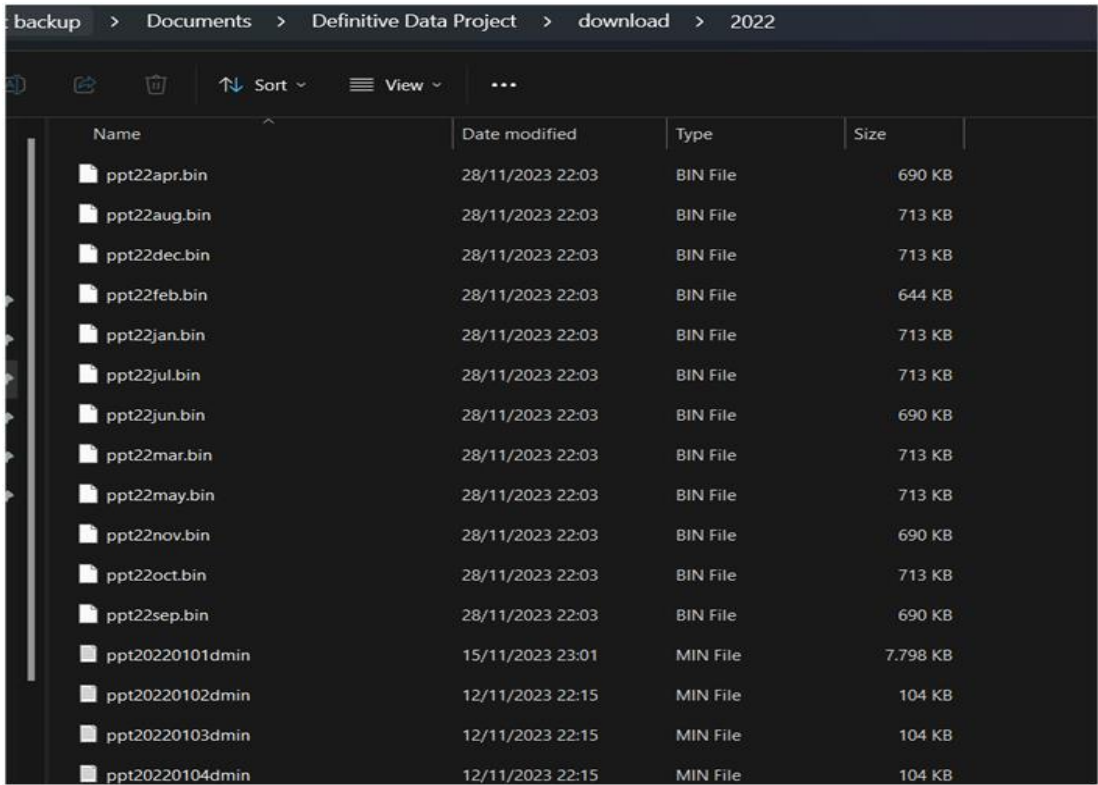 : backup > Documents > Definitive Data Project > download > 2022
Sort View ...
Name Date modified Type Size
ppt22apr.bin 28/11/2023 22:03 BIN File 690 KB
ppt22aug.bin 28/11/2023 22:03 BIN File 713 KB
ppt22dec.bin 28/11/2023 22:03 BIN File 713 KB
ppt22feb.bin 28/11/2023 22:03 BIN File 644 KB
ppt22jan.bin 28/11/2023 22:03 BIN File 713 KB
ppt22jul.bin 28/11/2023 22:03 BIN File 713 KB
ppt22jun.bin 28/11/2023 22:03 BIN File 690 KB
ppt22mar.bin 28/11/2023 22:03 BIN File 713 KB
ppt22may.bin 28/11/2023 22:03 BIN File 713 KB
ppt22nov.bin 28/11/2023 22:03 BIN File 690 KB
ppt22oct.bin 28/11/2023 22:03 BIN File 713 KB
ppt22sep.bin 28/11/2023 22:03 BIN File 690 KB
ppt20220101dmin 15/11/2023 23:01 MIN File 7.798 KB
ppt20220102dmin 12/11/2023 22:15 MIN File 104 KB
ppt20220103dmin 12/11/2023 22:15 MIN File 104 KB
ppt20220104dmin 12/11/2023 22:15 MIN File 104 KB